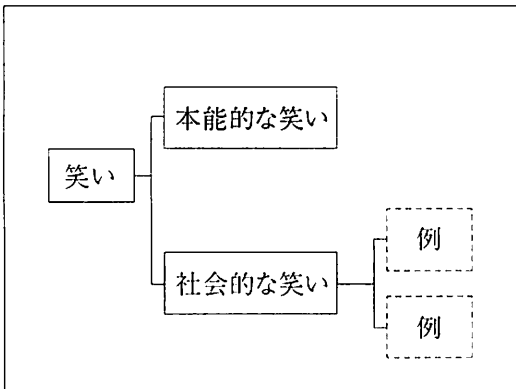 本能的な笑い
笑い
例
社会的な笑い
例